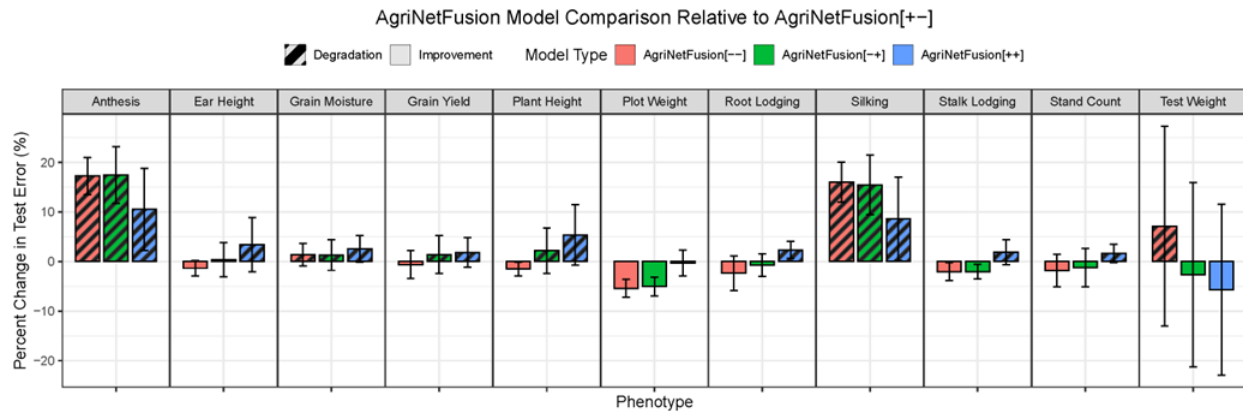 AgriNetFusion Model Comparison Relative to AgriNetFusion[+−]
Degradation Improvement Model Type AgriNetFusion[−−] AgriNetFusion[−+] AgriNetFusion[++]
Anthesis Ear Height Grain Moisture Grain Yield Plant Height Plot Weight Root Lodging Silking Stalk Lodging Stand Count Test Weight
Percent Change in Test Error (%)
20
10
0
−10
−20
Phenotype